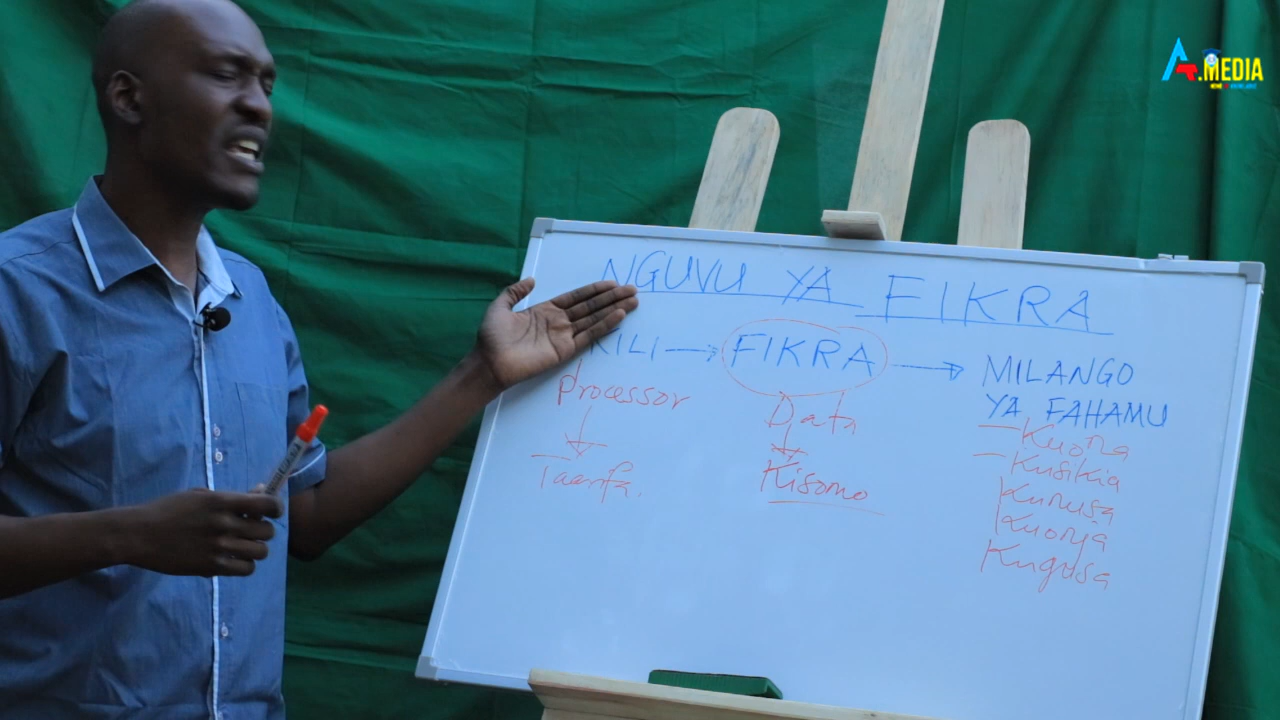 A+.MEDIA
NGUVU YA FIKRA
KILI → FIKRA → MILANGO
YA FAHAMU
processor
Data
Taarifa.
Kisomo
- Kuona
- Kusikia
Kunusa
Kuonja
Kugusa